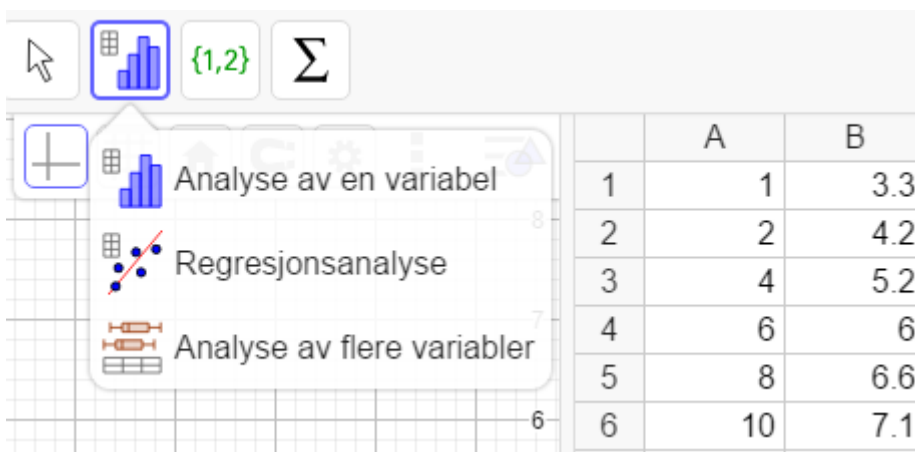 {1,2} Σ
A B
Analyse av en variabel
1 1 3.3
8
2 2 4.2
Regresjonsanalyse
3 4 5.2
7
4 6 6
Analyse av flere variabler
5 8 6.6
6
6 10 7.1